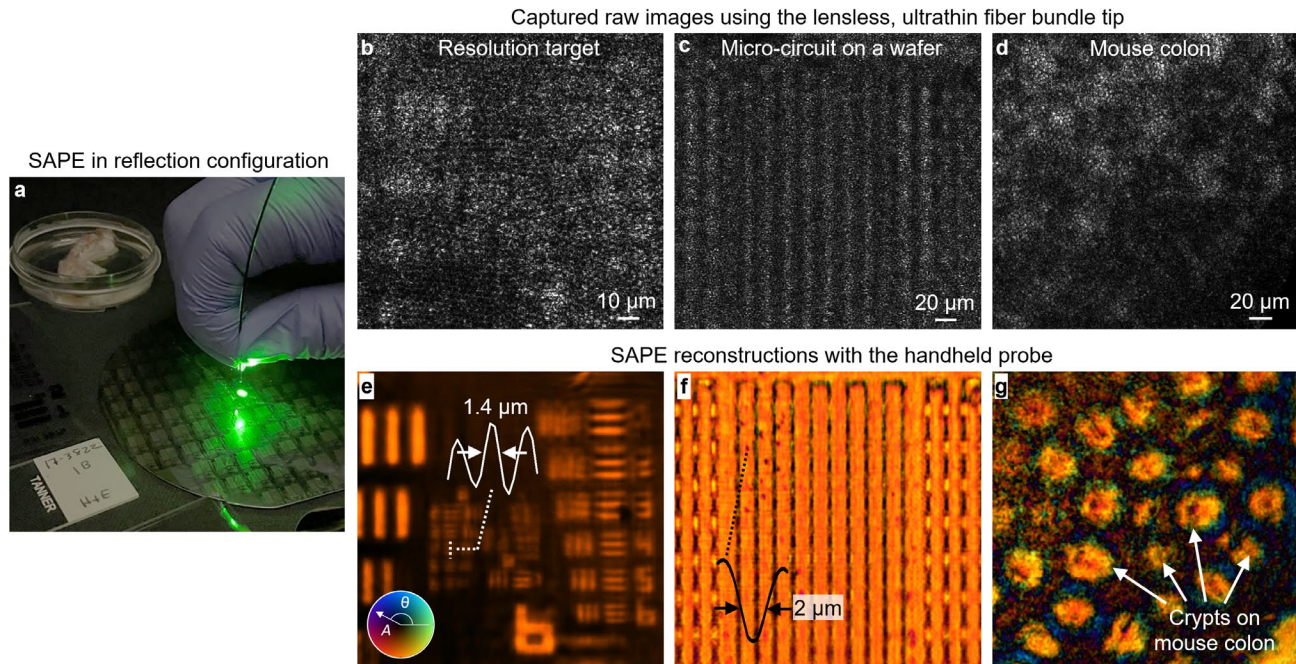 Captured raw images using the lensless, ultrathin fiber bundle tip
SAPE in reflection configuration
a
b Resolution target
10 μm
c Micro-circuit on a wafer
20 μm
d Mouse colon
20 μm
TANNER
18
SAPE reconstructions with the handheld probe
e
1.4 μm
θ
A
f
2 μm
g
Crypts on
mouse colon